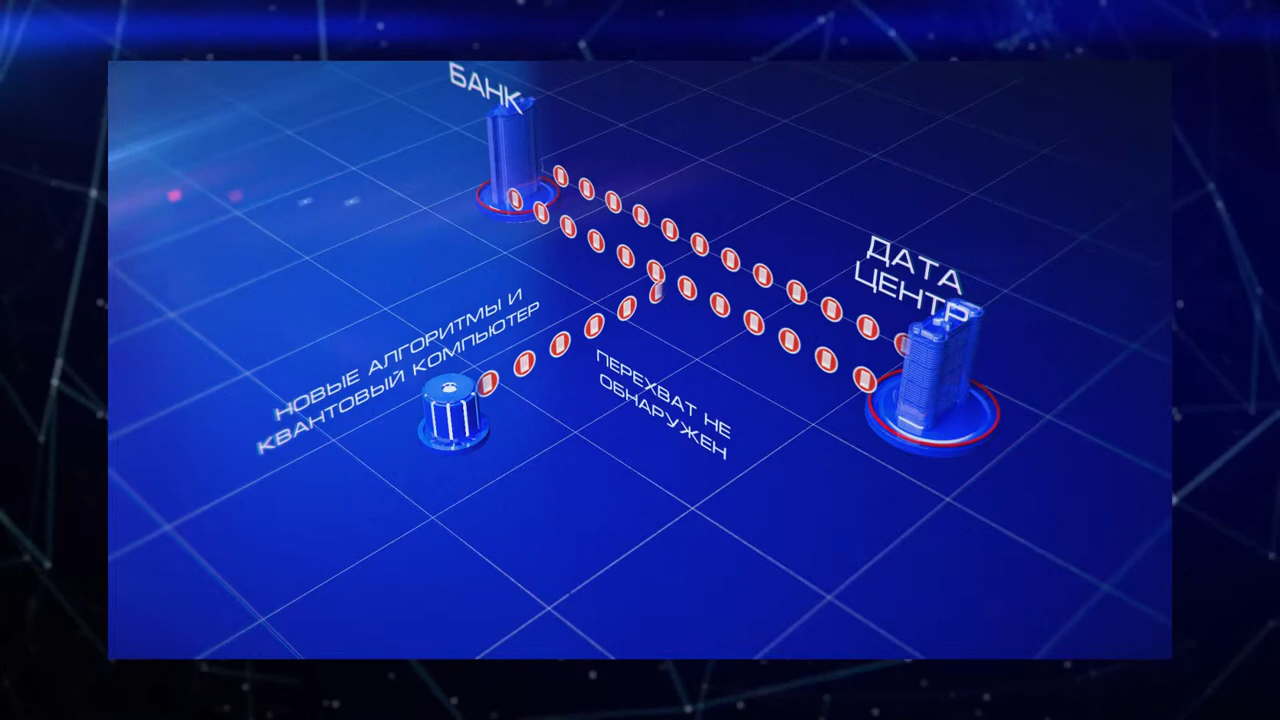 БАНК
ДАТА
ЦЕНТР
НОВЫЕ АЛГОРИТМЫ И
КВАНТОВЫЙ КОМПЬЮТЕР
ПЕРЕХВАТ НЕ
ОБНАРУЖЕН